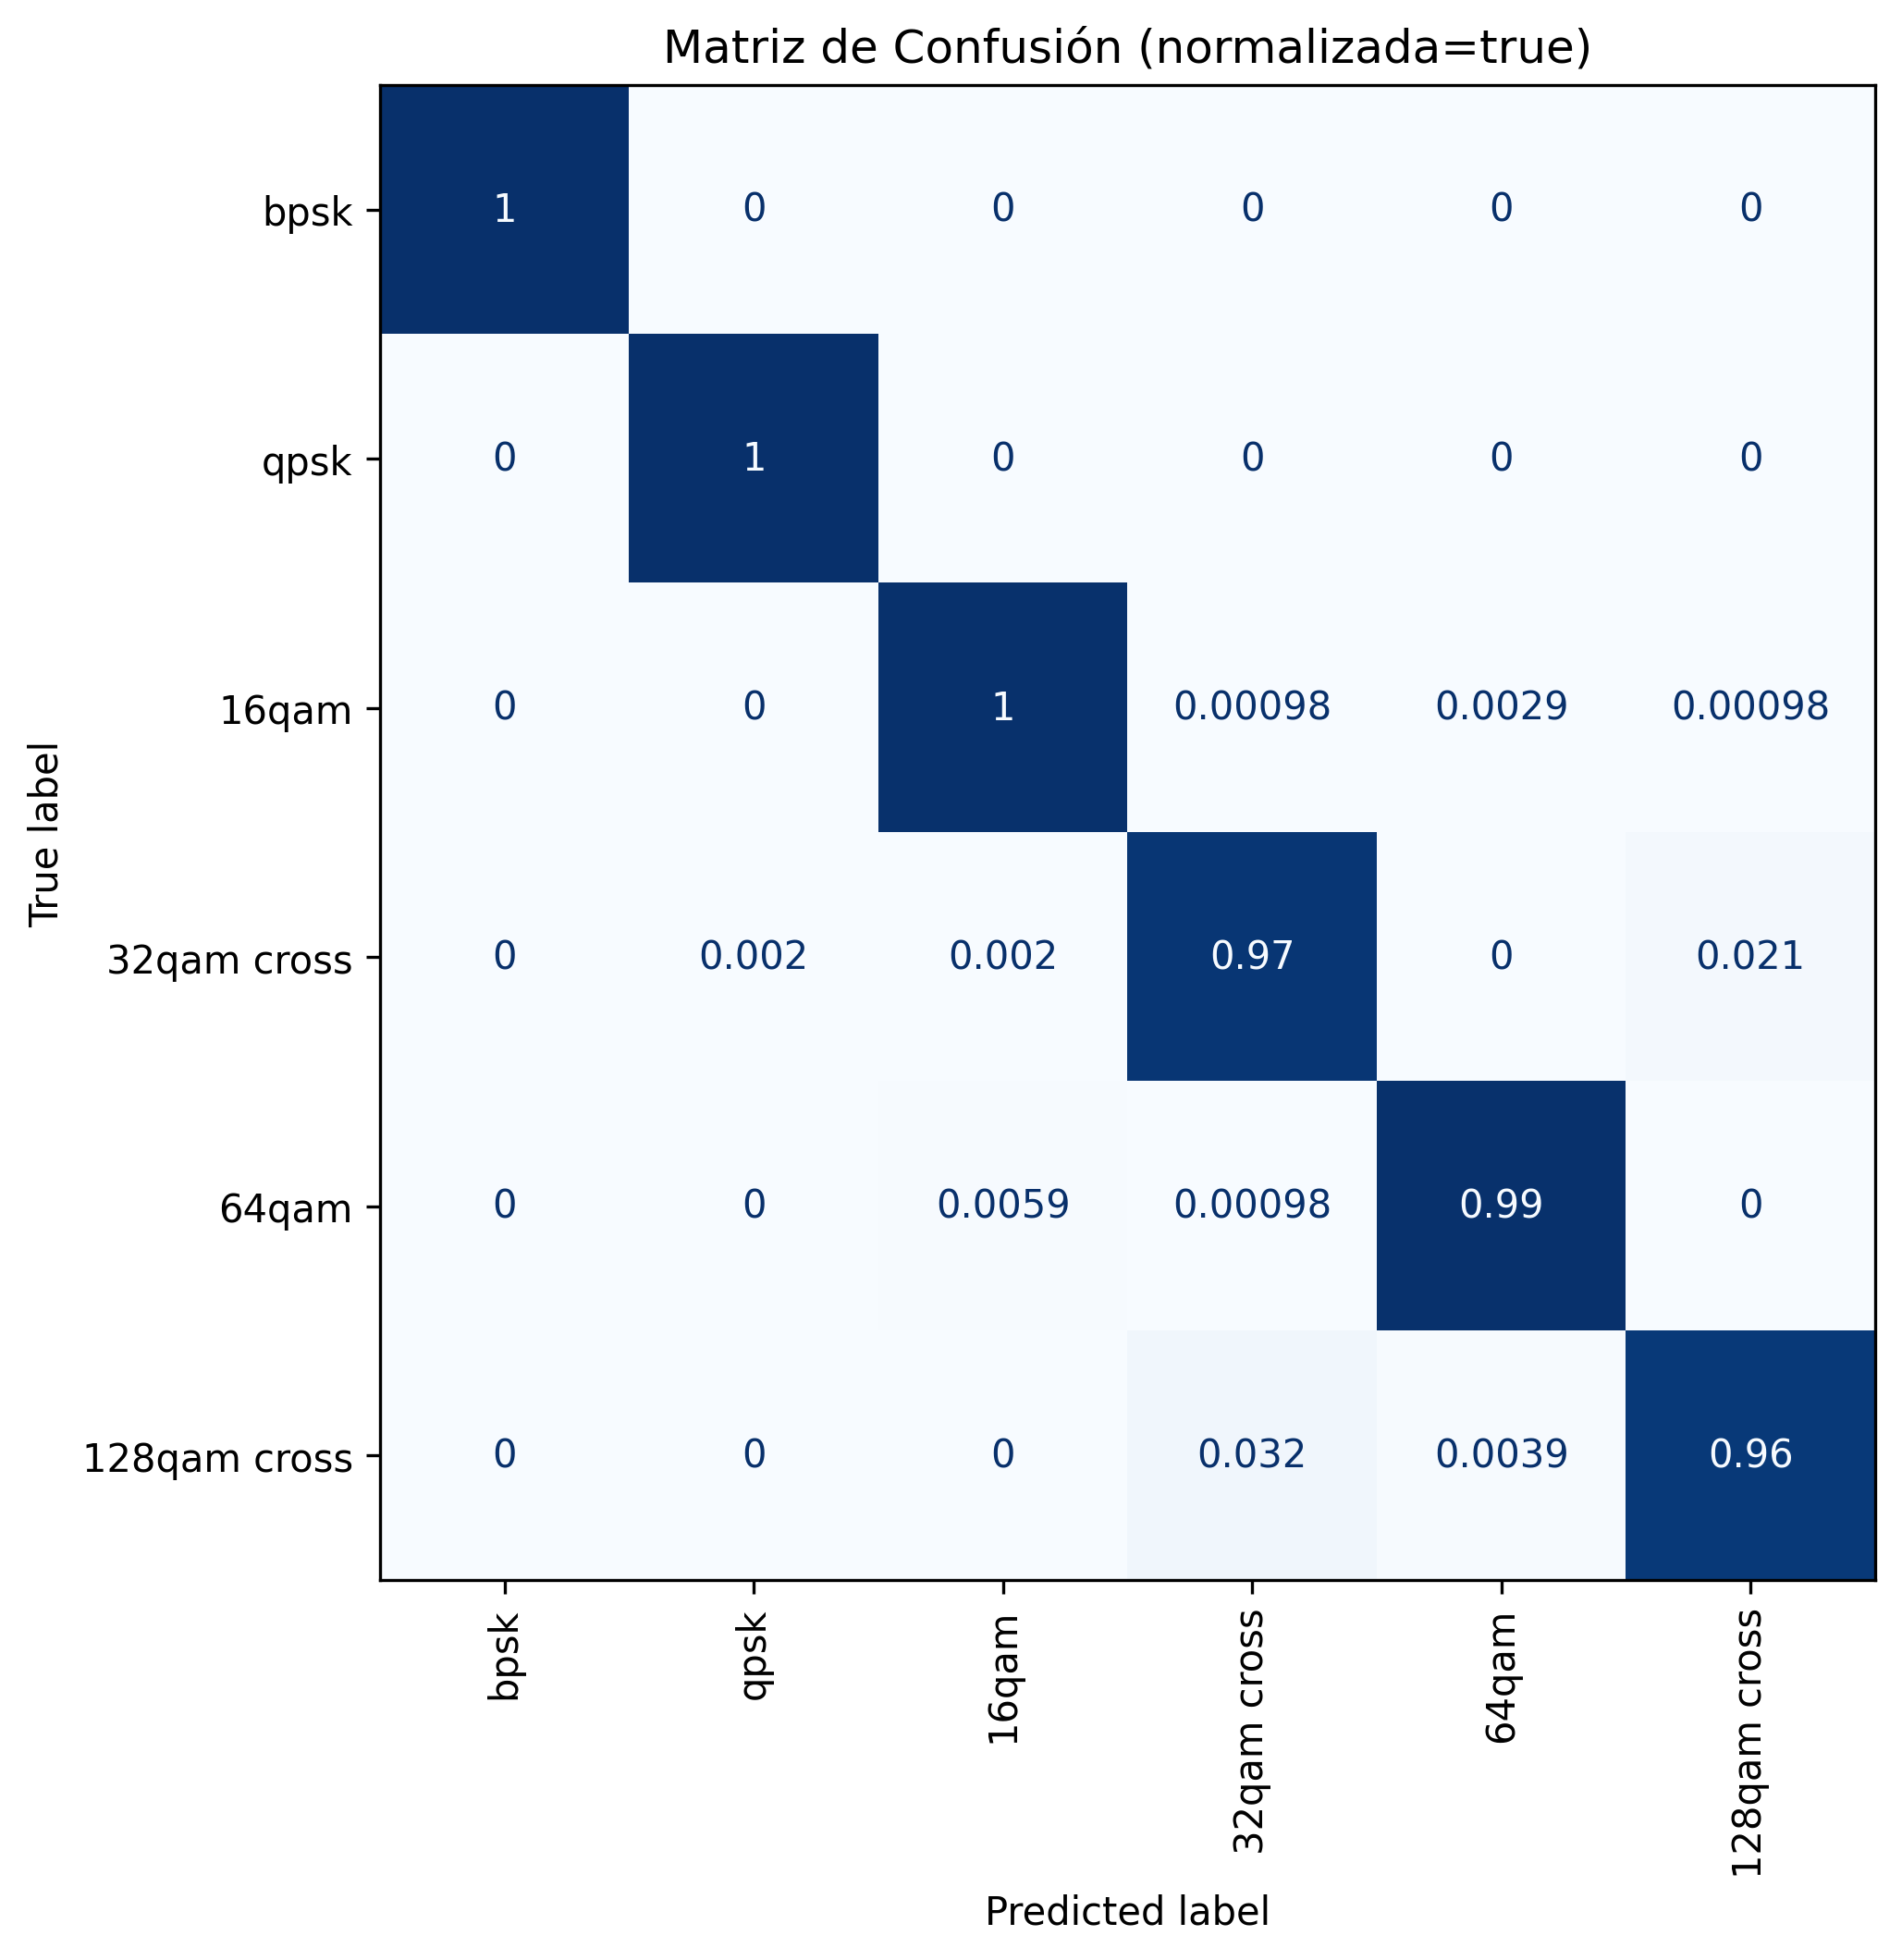 Matriz de Confusión (normalizada=true)
bpsk 1 0 0 0 0 0
qpsk 0 1 0 0 0 0
16qam 0 0 1 0.00098 0.0029 0.00098
True label
32qam cross 0 0.002 0.002 0.97 0 0.021
64qam 0 0 0.0059 0.00098 0.99 0
128qam cross 0 0 0 0.032 0.0039 0.96
bpsk qpsk 16qam 32qam cross 64qam 128qam cross
Predicted label